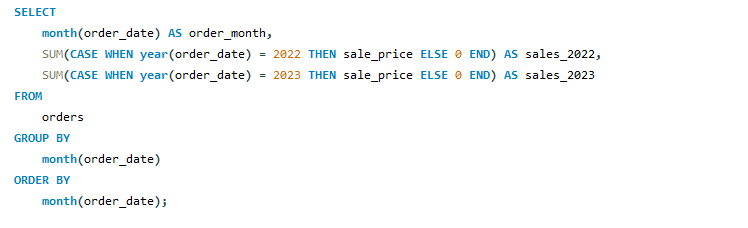 SELECT
    month(order_date) AS order_month,
    SUM(CASE WHEN year(order_date) = 2022 THEN sale_price ELSE 0 END) AS sales_2022,
    SUM(CASE WHEN year(order_date) = 2023 THEN sale_price ELSE 0 END) AS sales_2023
FROM
    orders
GROUP BY
    month(order_date)
ORDER BY
    month(order_date);